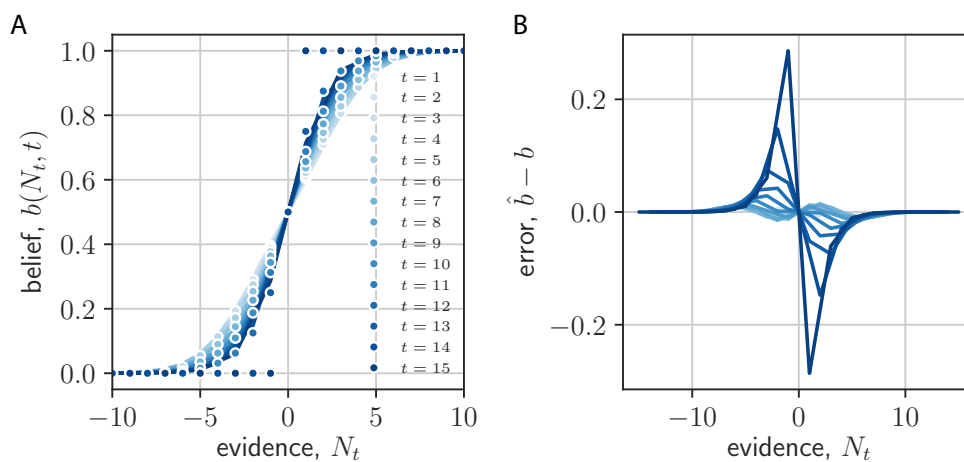 A
belief, b(N_t, t)
1.0
0.8
0.6
0.4
0.2
0.0
t = 1
t = 2
t = 3
t = 4
t = 5
t = 6
t = 7
t = 8
t = 9
t = 10
t = 11
t = 12
t = 13
t = 14
t = 15
−10 −5 0 5 10
evidence, N_t
B
error, b̂ − b
0.2
0.0
−0.2
−10 0 10
evidence, N_t